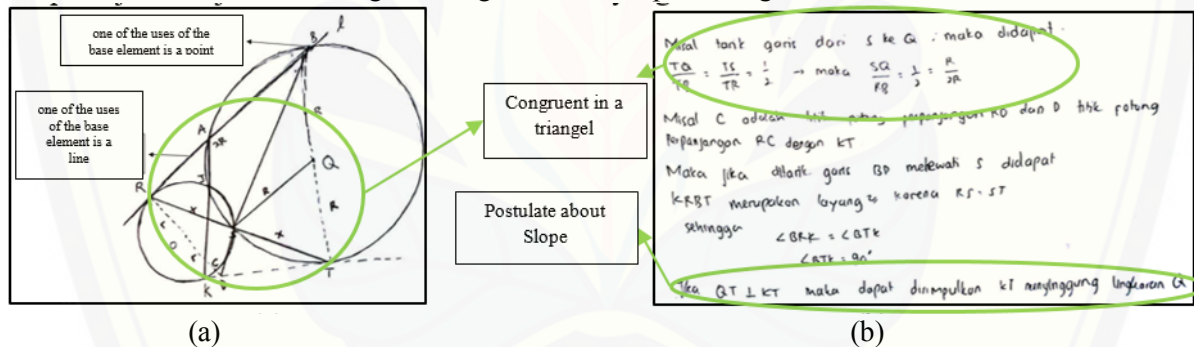 one of the uses of the
base element is a point
one of the uses
of the base
element is a
line
B
l
A
2R
R
J
R
Q
R
R
x
S
x
r
O
r
C
K
T
Congruent in a
triangel
Postulate about
Slope
Misal tarik garis dari S ke Q, maka didapat.
TQ/TB = TS/TR = 1/2 → maka SQ/RB = 1/2 = R/2R
Misal C adalah titik potong perpanjangan RO dan D titik potong
Perpanjangan RC dengan KT
Maka jika ditarik garis BD melewati S didapat
KRBT merupakan layang² karena RS = ST
sehingga ∠BRK = ∠BTK
∠BTK = 90°
Jika QT ⊥ KT maka dapat disimpulkan KT menyinggung lingkaran Q
(a)
(b)